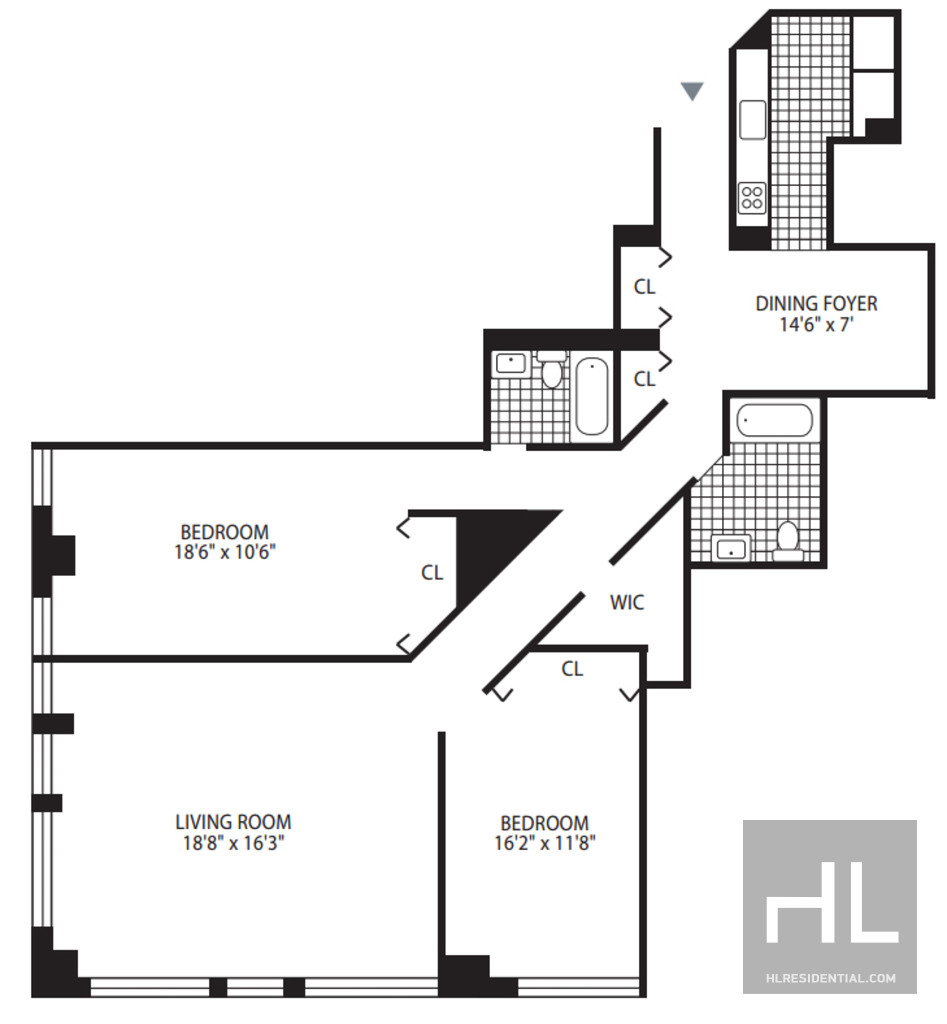 CL
DINING FOYER
14'6" x 7'
CL
BEDROOM
18'6" x 10'6"
CL
WIC
CL
LIVING ROOM
18'8" x 16'3"
BEDROOM
16'2" x 11'8"
HL
HLRESIDENTIAL.COM